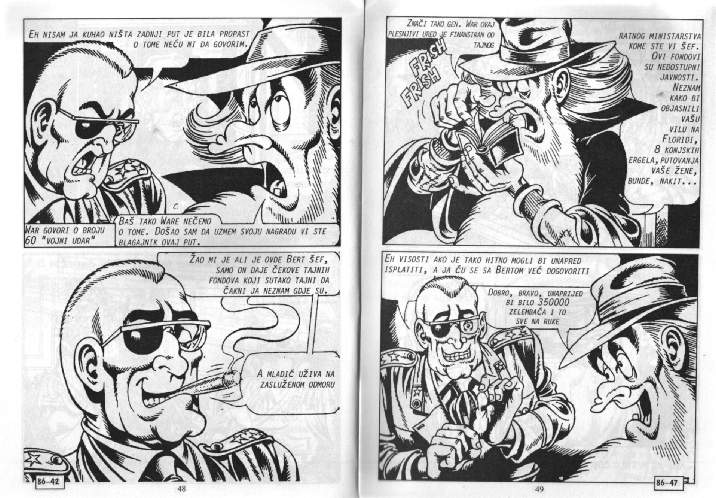 EH NISAM JA KUHAO NIŠTA ZADNJI PUT JE BILA PROPAST
O TOME NEĆU NI DA GOVORIM.
WAR GOVORI O BROJU
60 "VOJNI UDAR"
BAŠ TAKO WARE NEĆEMO
O TOME. DOŠAO SAM DA UZMEM SVOJU NAGRADU VI STE
BLAGAJNIK OVAJ PUT.
ŽAO MI JE ALI JE OVDE BERT ŠEF,
SAMO ON DAJE ČEKOVE TAJNIH
FONDOVA KOJI SUTAKO TAJNI DA
ČAKNI JA NEZNAM GDJE SU.
A MLADIĆ UŽIVA NA
ZASLUŽENOM ODMORU
86-42
48
ZNAČI TAKO GEN. WAR OVAJ
PLESNIVI URED JE FINANSIRAN OD
TAJNOG
RATNOG MINISTARSTVA
KOME STE VI ŠEF.
OVI FONDOVI
SU NEDOSTUPNI
JAVNOSTI.
NEZNAM
KAKO BI
OBJASNILI
VAŠU
VILU NA
FLORIDI,
8 KONJSKIH
ERGELA, PUTOVANJA
VAŠE ŽENE,
BUNDE, NAKIT...
FRISH
FRISH
EH VISOSTI AKO JE TAKO HITNO MOGLI BI UNAPRED
ISPLATITI, A JA ĆU SE SA BERTOM VEĆ DOGOVORITI
DOBRO, BRAVO, UNAPRIJED
BI BILO 350000
ZELEMBAĆA I TO
SVE NA RUKE
49
86-47